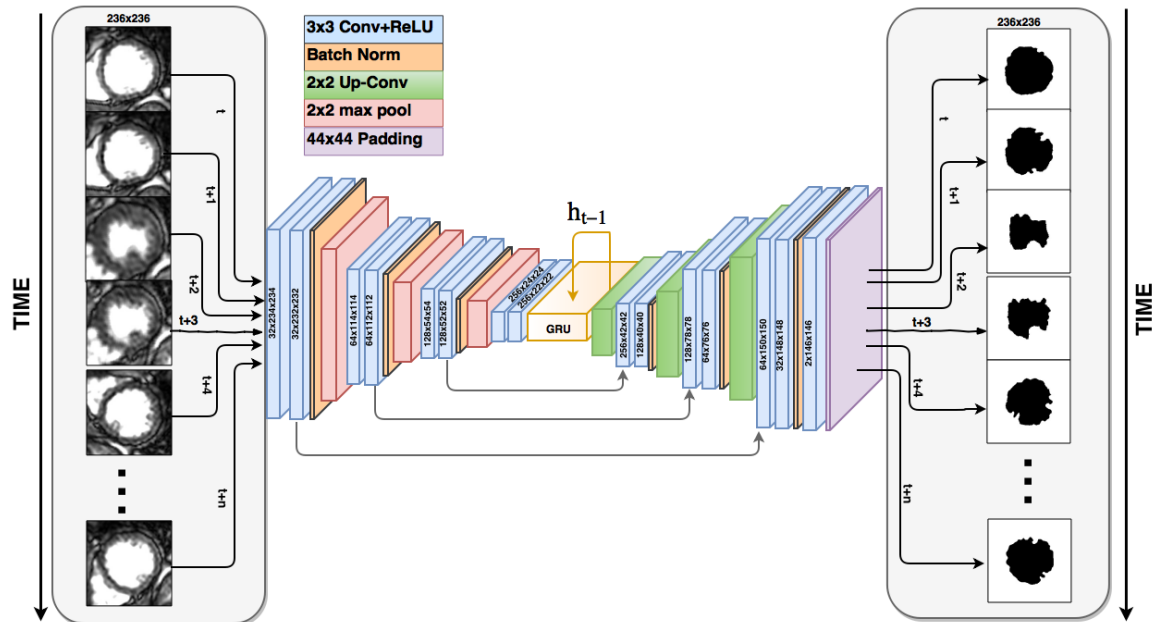 236x236
TIME
t
t+1
t+2
t+3
t+4
t+n
3x3 Conv+ReLU
Batch Norm
2x2 Up-Conv
2x2 max pool
44x44 Padding
32x234x234
32x232x232
64x114x114
64x112x112
128x54x54
128x52x52
256x24x24
256x22x22
h_{t-1}
GRU
256x42x42
128x40x40
128x78x78
64x76x76
64x150x150
32x148x148
2x146x146
236x236
t
t+1
t+2
t+3
t+4
t+n
TIME